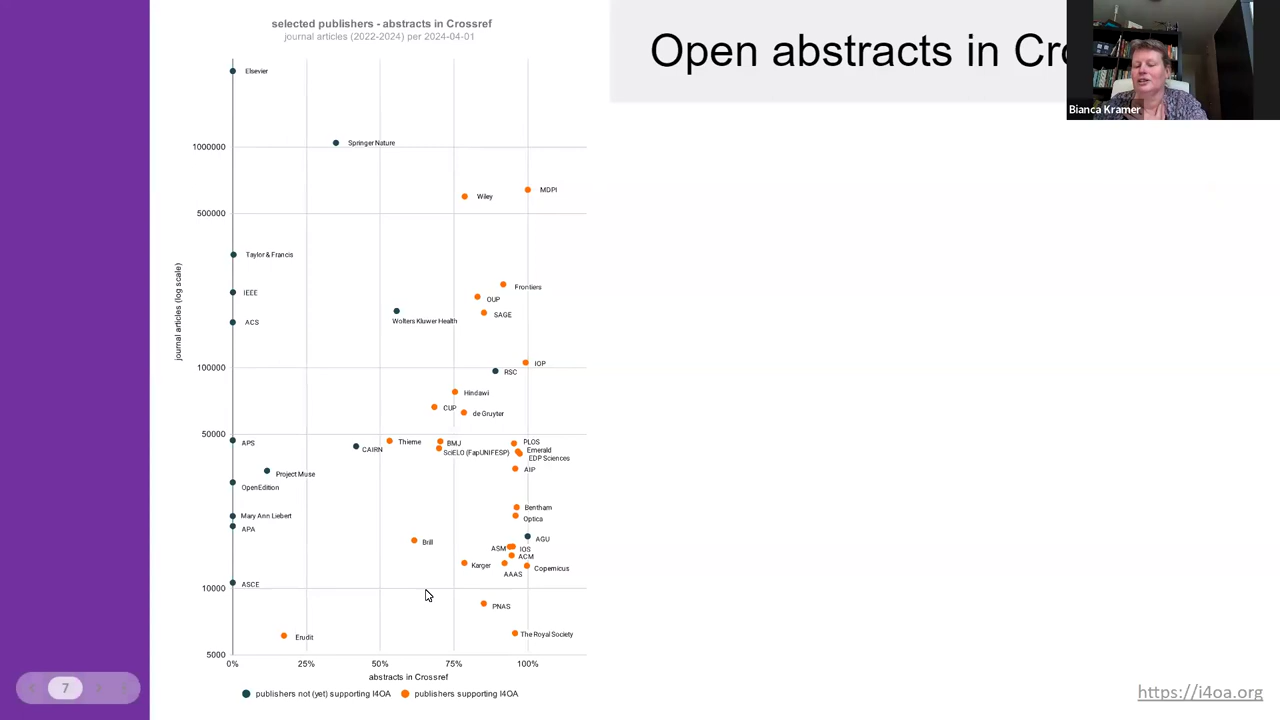 selected publishers - abstracts in Crossref
journal articles (2022-2024) per 2024-04-01
Open abstracts in Cro
Bianca Kramer
Elsevier
1000000
Springer Nature
MDPI
Wiley
500000
Taylor & Francis
Frontiers
IEEE
OUP
SAGE
Wolters Kluwer Health
ACS
journal articles (log scale)
IOP
100000
RSC
Hindawi
CUP
de Gruyter
50000
APS
Thieme
BMJ
PLOS
CAIRN
SciELO (FapUNIFESP)
Emerald
EDP Sciences
AIP
Project Muse
OpenEdition
Bentham
Mary Ann Liebert
Optica
APA
AGU
Brill
ASM
IOS
ACM
Karger
Copernicus
AAAS
ASCE
10000
PNAS
Erudit
The Royal Society
5000
0%
25%
50%
75%
100%
abstracts in Crossref
publishers not (yet) supporting I4OA
publishers supporting I4OA
7
https://i4oa.org